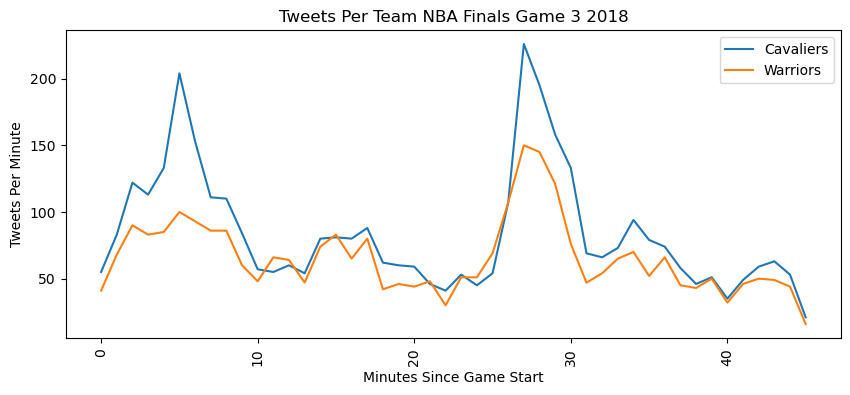 Tweets Per Team NBA Finals Game 3 2018
Cavaliers
Warriors
Tweets Per Minute
200
150
100
50
0
10
20
30
40
Minutes Since Game Start